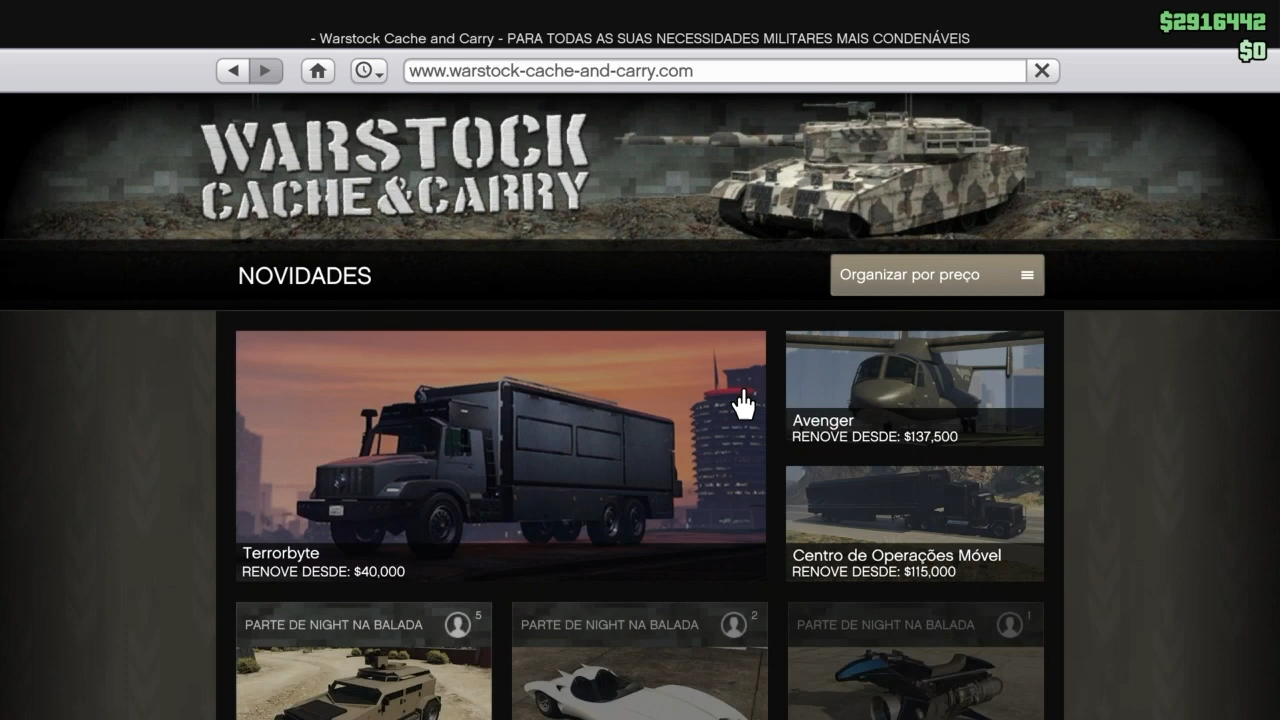 $2916442
$0
- Warstock Cache and Carry - PARA TODAS AS SUAS NECESSIDADES MILITARES MAIS CONDENÁVEIS
www.warstock-cache-and-carry.com
WARSTOCK
CACHE&CARRY
NOVIDADES
Organizar por preço
Avenger
RENOVE DESDE: $137,500
Terrorbyte
RENOVE DESDE: $40,000
Centro de Operações Móvel
RENOVE DESDE: $115,000
PARTE DE NIGHT NA BALADA 5
PARTE DE NIGHT NA BALADA 2
PARTE DE NIGHT NA BALADA 1